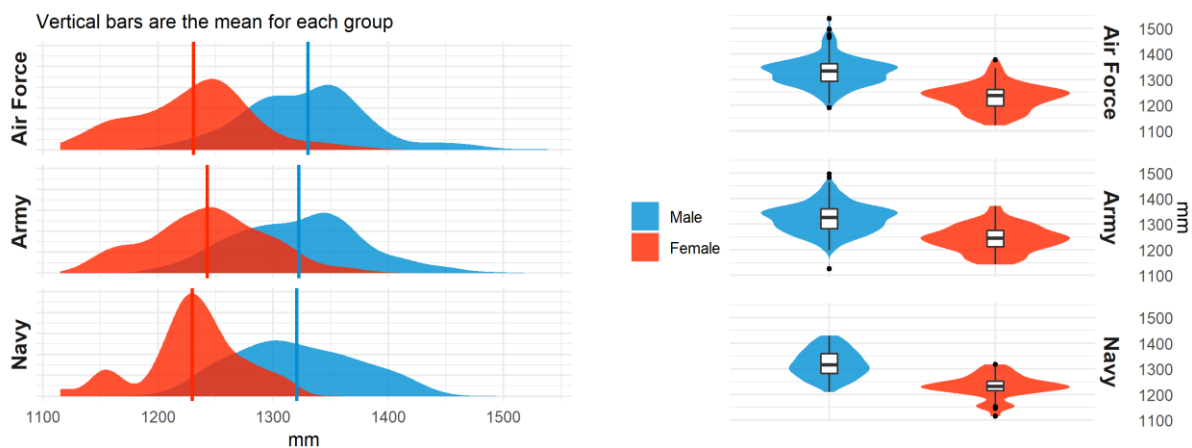 Vertical bars are the mean for each group
Air Force
Army
Navy
1100 1200 1300 1400 1500
mm
Male
Female
1500
1400
1300
1200
1100
Air Force
1500
1400
1300
1200
1100
Army
mm
1500
1400
1300
1200
1100
Navy